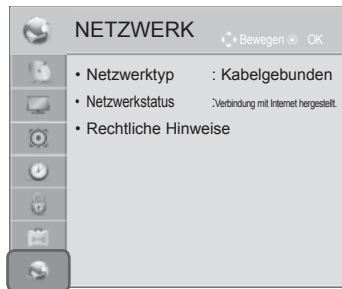 NETZWERK
Bewegen OK
• Netzwerktyp : Kabelgebunden
• Netzwerkstatus :Verbindung mit Internet hergestellt.
• Rechtliche Hinweise